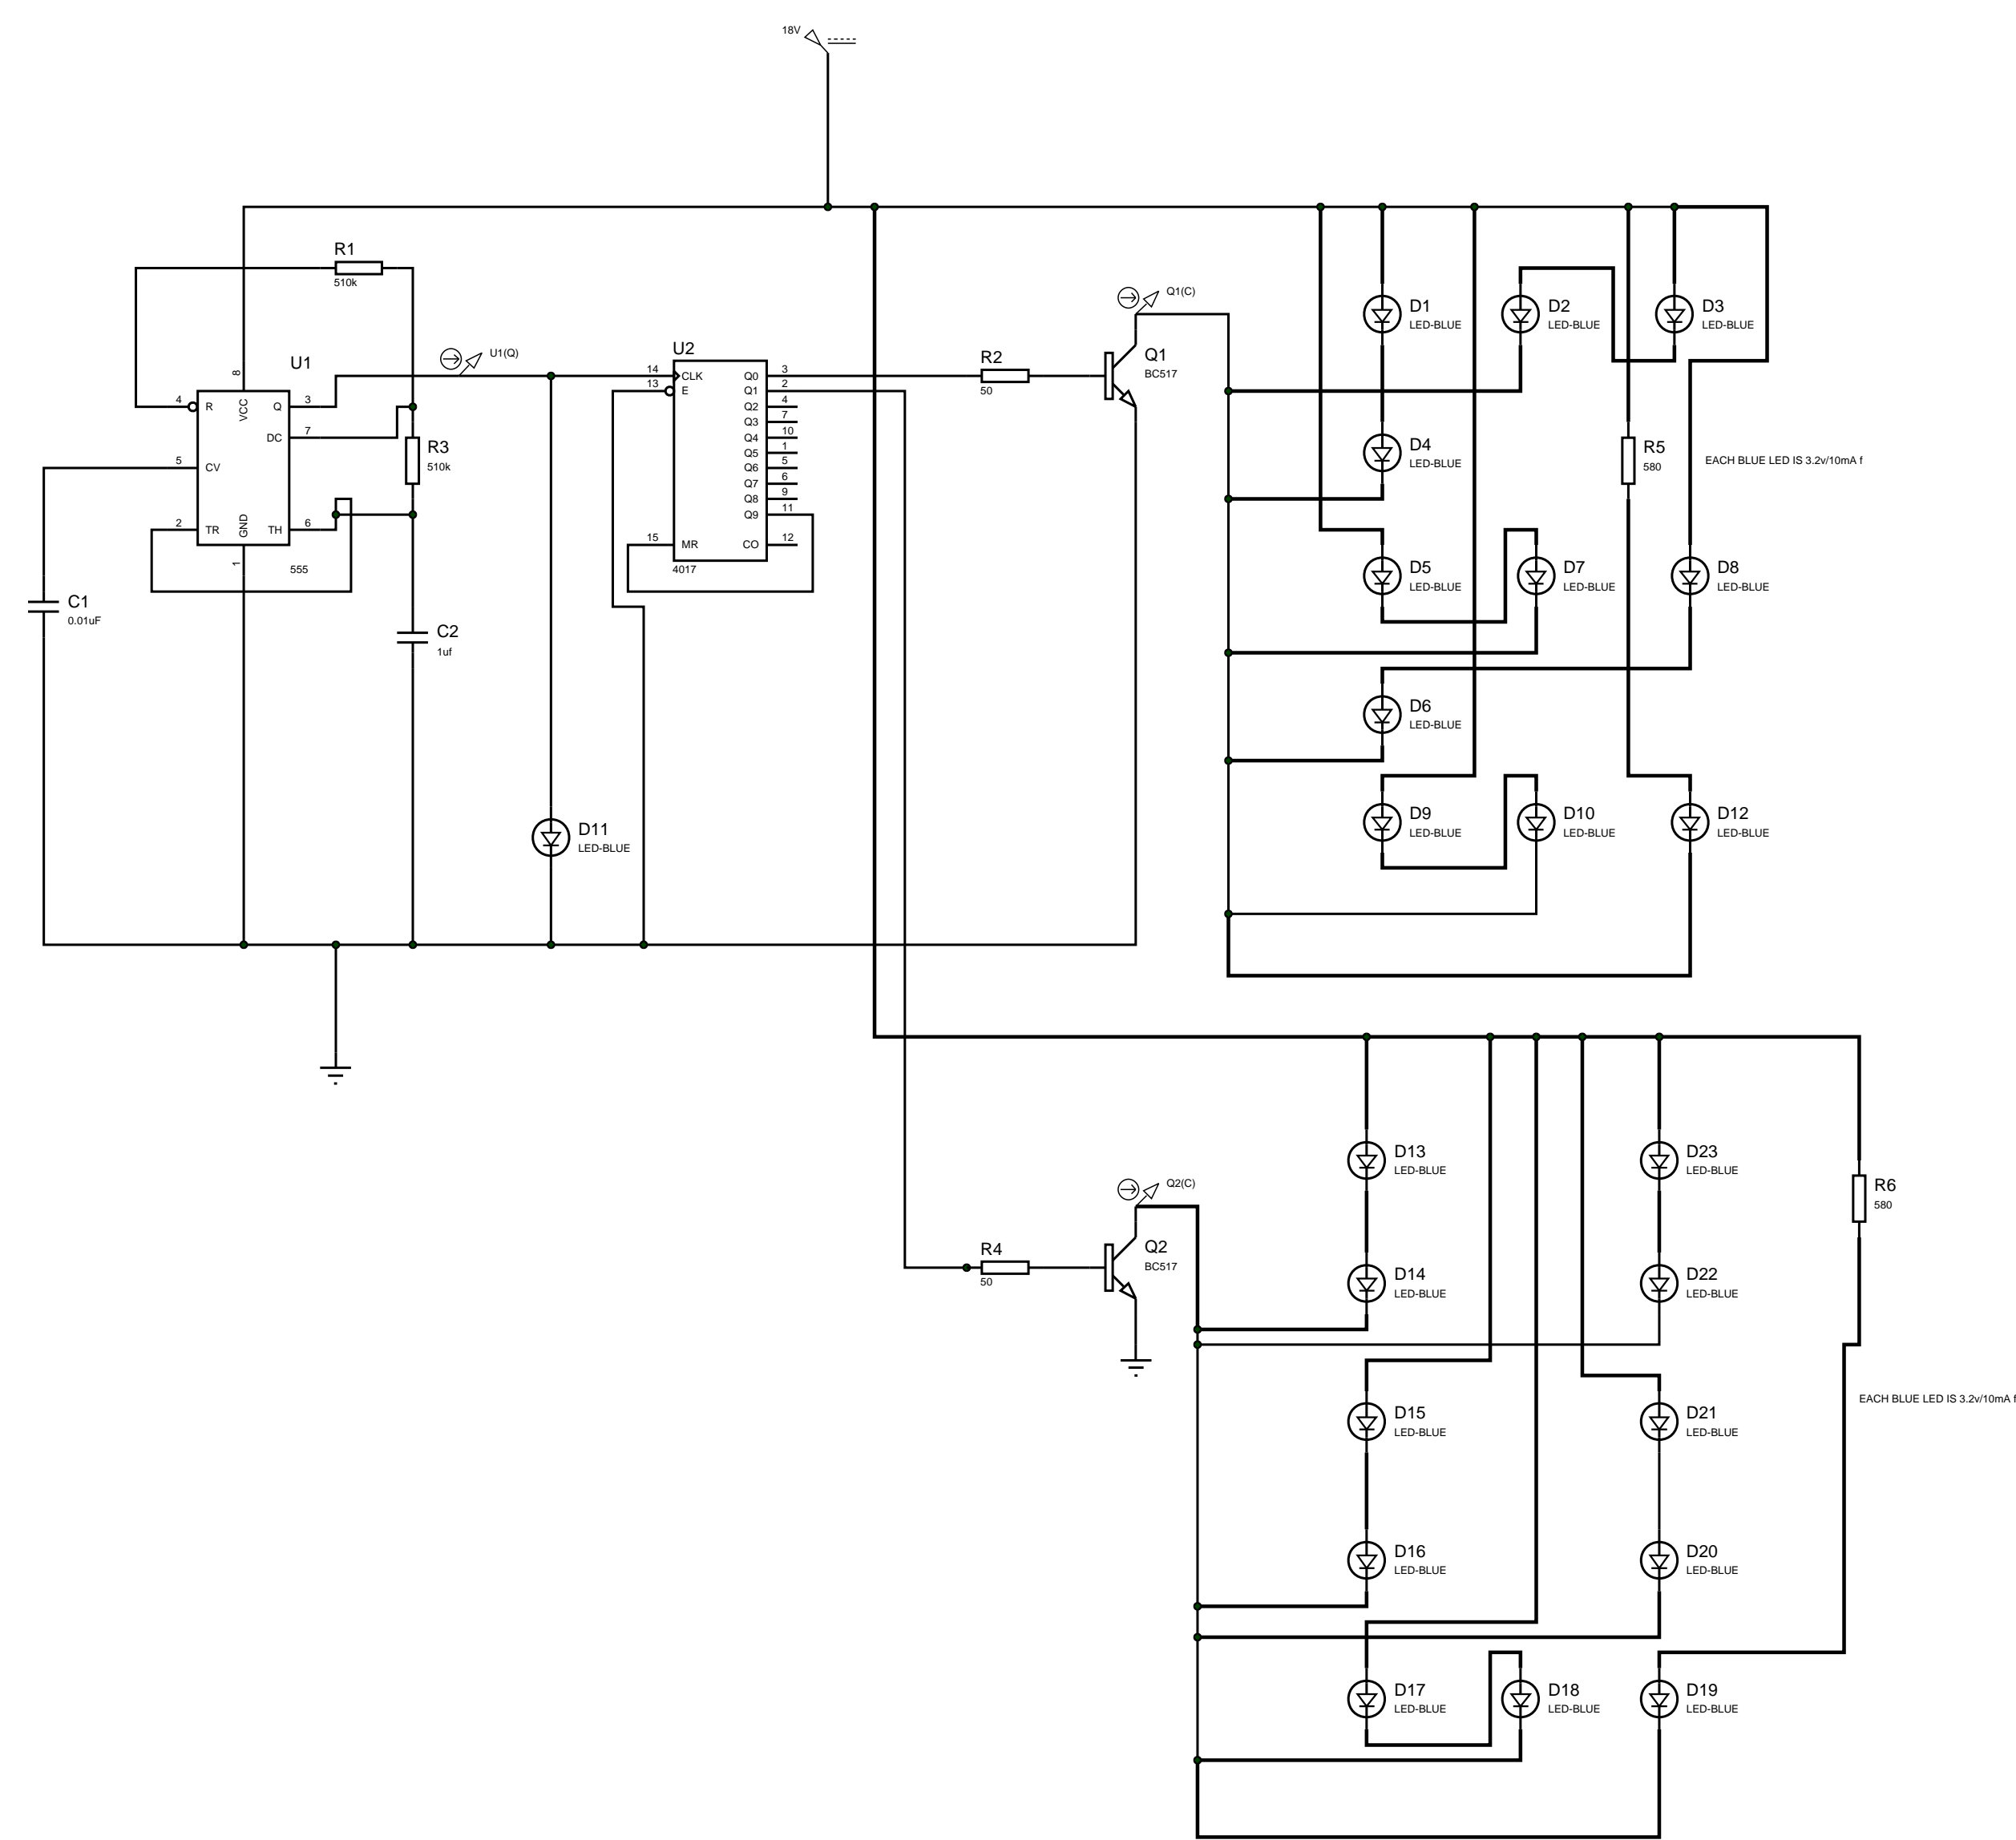 18V
R1
510k
U1(Q)
U1
8
VCC
4
R
Q
3
DC
7
5
CV
2
TR
GND
TH
6
1
555
R3
510k
C1
0.01uF
C2
1uf
D11
LED-BLUE
U2
14
CLK
13
E
15
MR
4017
Q0
3
Q1
2
Q2
4
Q3
7
Q4
10
Q5
1
Q6
5
Q7
6
Q8
9
Q9
11
CO
12
R2
50
Q1(C)
Q1
BC517
D1
LED-BLUE
D2
LED-BLUE
D3
LED-BLUE
D4
LED-BLUE
R5
580
EACH BLUE LED IS 3.2v/10mA f
D5
LED-BLUE
D7
LED-BLUE
D8
LED-BLUE
D6
LED-BLUE
D9
LED-BLUE
D10
LED-BLUE
D12
LED-BLUE
R4
50
Q2(C)
Q2
BC517
D13
LED-BLUE
D23
LED-BLUE
R6
580
D14
LED-BLUE
D22
LED-BLUE
EACH BLUE LED IS 3.2v/10mA f
D15
LED-BLUE
D21
LED-BLUE
D16
LED-BLUE
D20
LED-BLUE
D17
LED-BLUE
D18
LED-BLUE
D19
LED-BLUE